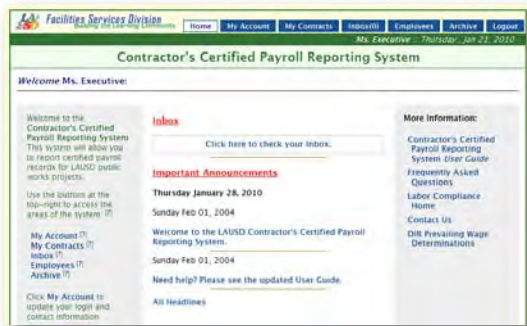 Facilities Services Division
Building the Learning Community
Home
My Account
My Contracts
Inbox(0)
Employees
Archive
Logout
Ms. Executive :: Thursday, Jan 21, 2010
Contractor's Certified Payroll Reporting System
Welcome Ms. Executive:
Welcome to the
Contractor's Certified
Payroll Reporting System
This system will allow you
to report certified payroll
records for LAUSD public
works projects.
Use the buttons at the
top-right to access the
areas of the system. [?]
My Account [?]
My Contracts [?]
Inbox [?]
Employees [?]
Archive [?]
Click My Account to
update your login and
contact information
Inbox
Click here to check your Inbox.
Important Announcements
Thursday January 28, 2010
Sunday Feb 01, 2004
Welcome to the LAUSD Contractor's Certified Payroll
Reporting System.
Sunday Feb 01, 2004
Need help? Please see the updated User Guide.
All Headlines
More Information:
Contractor's Certified
Payroll Reporting
System User Guide
Frequently Asked
Questions
Labor Compliance
Home
Contact Us
DIR Prevailing Wage
Determinations